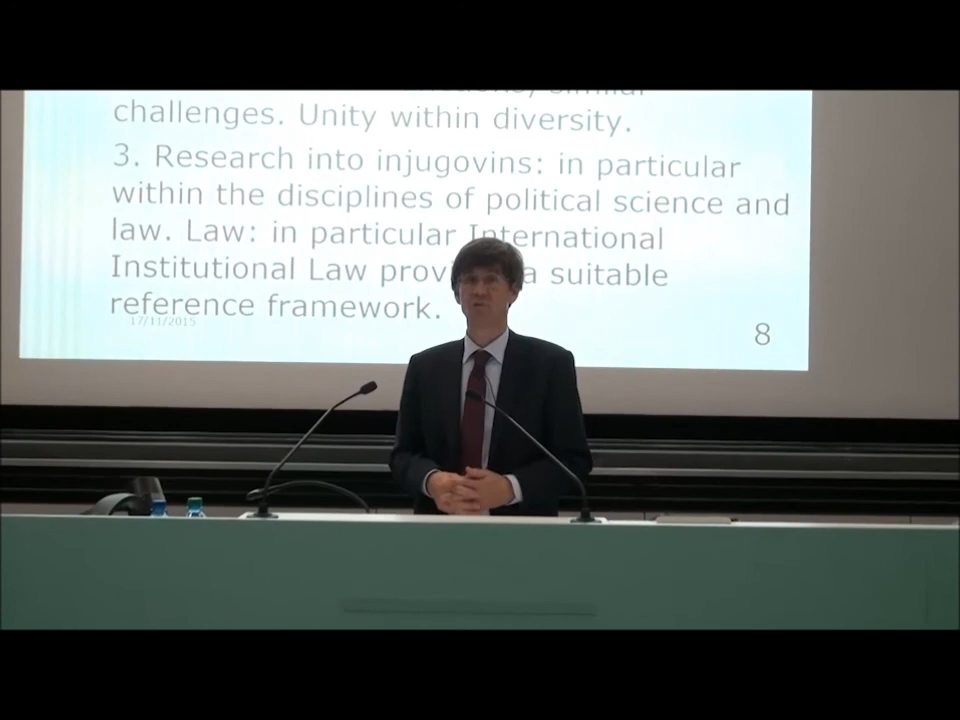 challenges. Unity within diversity.
3. Research into injugovins: in particular
within the disciplines of political science and
law. Law: in particular International
Institutional Law a suitable
reference framework.
17/11/2015
8